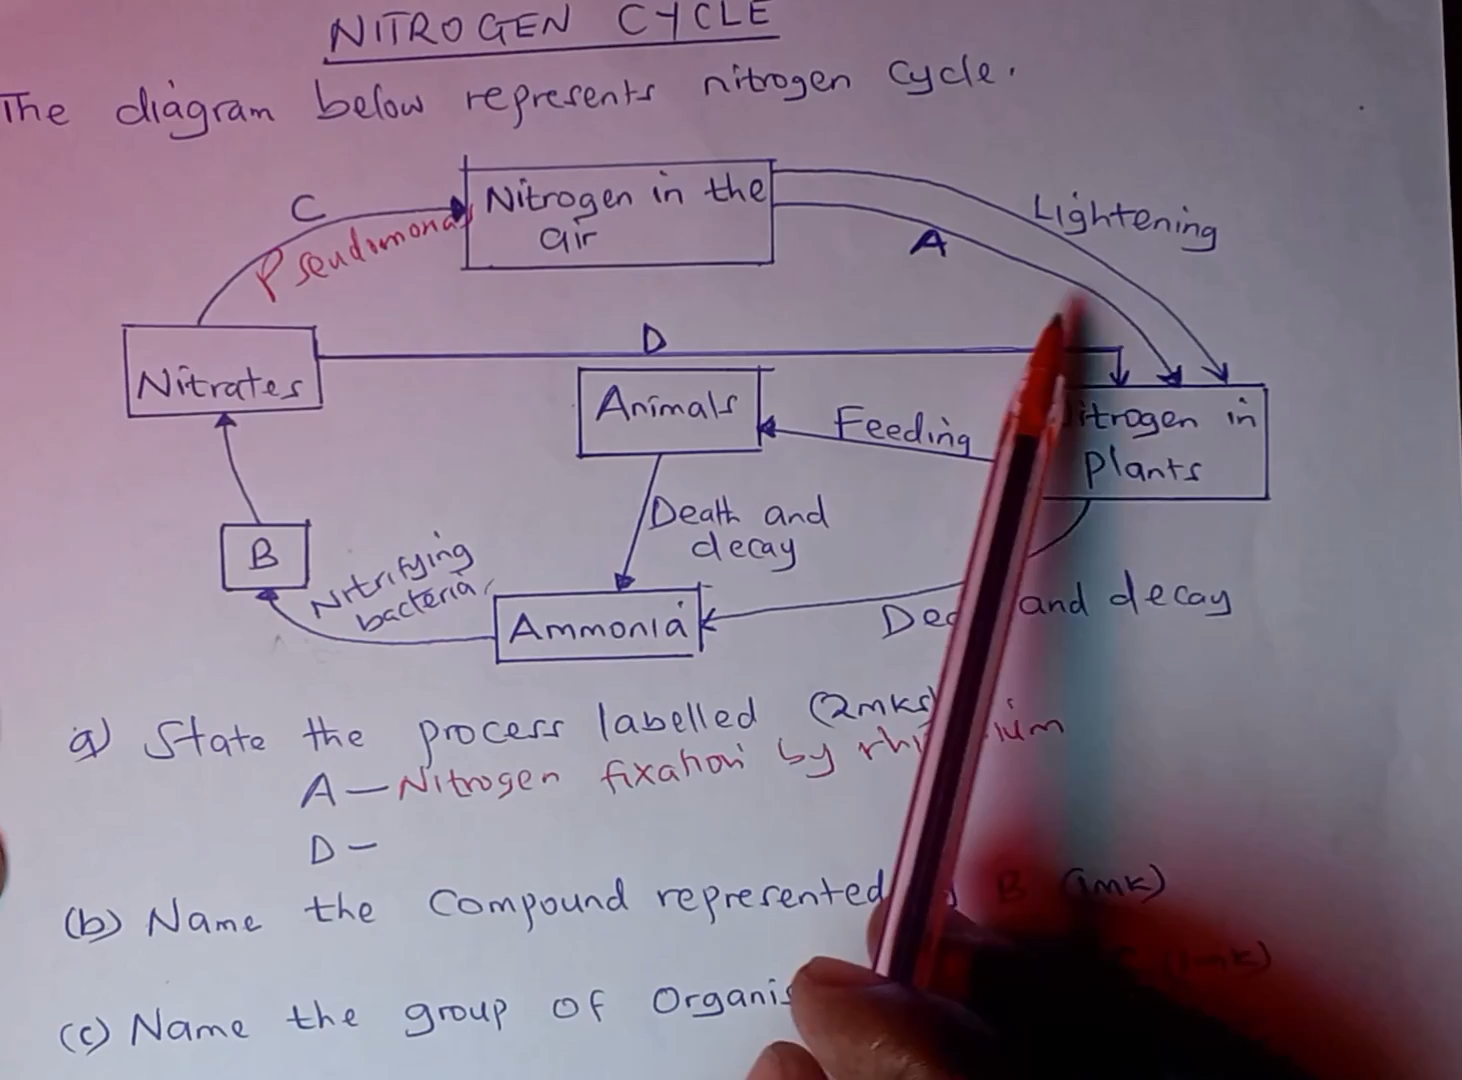 NITROGEN CYCLE
The diagram below represents nitrogen cycle.
C
Pseudomonas
Nitrogen in the
air
Lightening
A
D
Nitrates
Animals
Feeding
itrogen in
plants
Death and
decay
B
Nitrifying
bacteria
Ammonia
and decay
a) State the process labelled (2mks)
A — Nitrogen fixation by
D —
(b) Name the compound represented B (1mk)
(c) Name the group of